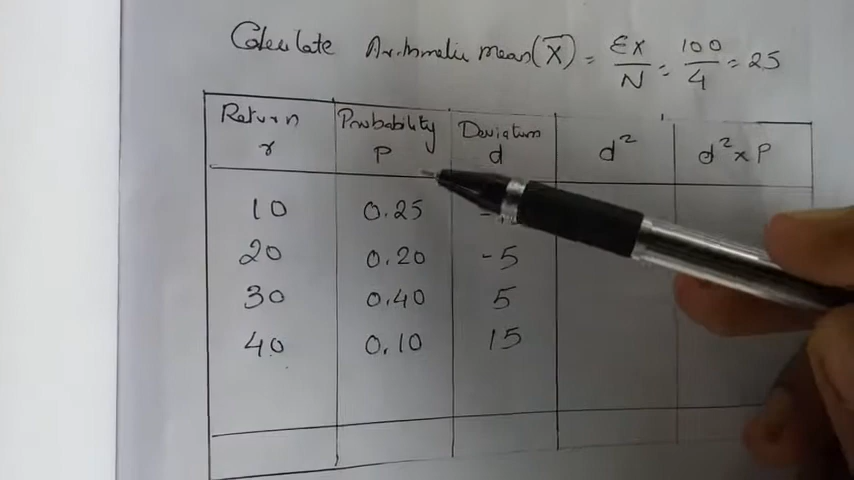 Calculate Arithmetic mean (X̄) = ΣX/N = 100/4 = 25
Return r | Probability P | Deviation d | d² | d² x P
10 | 0.25 | -
20 | 0.20 | -5
30 | 0.40 | 5
40 | 0.10 | 15